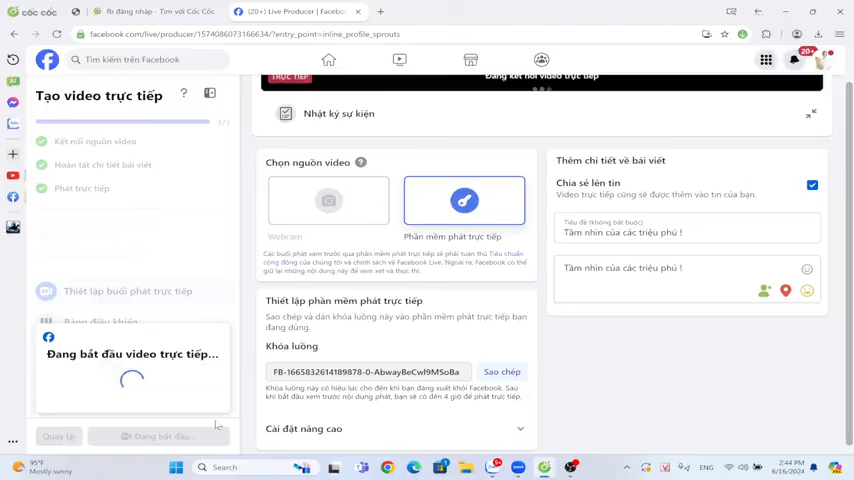 cốc cốc
fb đăng nhập - Tìm với Cốc Cốc
(20+) Live Producer | Facebook
facebook.com/live/producer/1574086073166634/?entry_point=inline_profile_sprouts
Tìm kiếm trên Facebook
20+
Tạo video trực tiếp
3/3
Kết nối nguồn video
Hoàn tất chi tiết bài viết
Phát trực tiếp
Thiết lập buổi phát trực tiếp
Bảng điều khiển
Đang bắt đầu video trực tiếp...
Quay lại
Đang bắt đầu...
TRỰC TIẾP
Đang kết nối video trực tiếp
Nhật ký sự kiện
Chọn nguồn video
Webcam
Phần mềm phát trực tiếp
Các buổi phát xem trước qua phần mềm phát trực tiếp sẽ phải tuân thủ Tiêu chuẩn
cộng đồng của chúng tôi và chính sách về Facebook Live. Ngoài ra, Facebook có thể
giữ lại những nội dung này để xem xét và thực thi.
Thiết lập phần mềm phát trực tiếp
Sao chép và dán khóa luồng này vào phần mềm phát trực tiếp bạn
đang dùng.
Khóa luồng
FB-1665832614189878-0-AbwayBeCwl9MSoBa
Sao chép
Khóa luồng này có hiệu lực cho đến khi bạn đăng xuất khỏi Facebook. Sau
khi bắt đầu xem trước nội dung phát, bạn sẽ có đến 4 giờ để phát trực tiếp.
Cài đặt nâng cao
Thêm chi tiết về bài viết
Chia sẻ lên tin
Video trực tiếp cũng sẽ được thêm vào tin của bạn.
Tiêu đề (không bắt buộc)
Tầm nhìn của các triệu phú !
Tầm nhìn của các triệu phú !
95°F
Mostly sunny
Search
5+
ENG
2:44 PM
6/16/2024